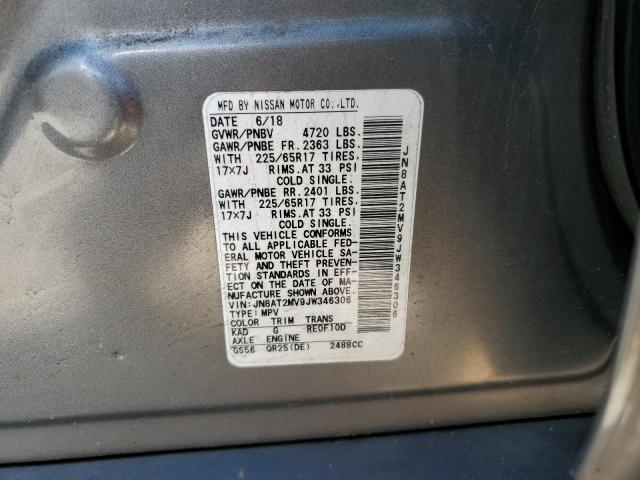 MFD BY NISSAN MOTOR CO.,LTD.
DATE 6/18
GVWR/PNBV 4720 LBS.
GAWR/PNBE FR. 2363 LBS.
WITH 225/65R17 TIRES.
17×7J RIMS.AT 33 PSI
COLD SINGLE.
GAWR/PNBE RR. 2401 LBS.
WITH 225/65R17 TIRES.
17×7J RIMS.AT 33 PSI
COLD SINGLE.
THIS VEHICLE CONFORMS
TO ALL APPLICABLE FED-
ERAL MOTOR VEHICLE SA-
FETY AND THEFT PREVEN-
TION STANDARDS IN EFF-
ECT ON THE DATE OF MA-
NUFACTURE SHOWN ABOVE.
VIN: JN8AT2MV9JW346306
TYPE: MPV
COLOR TRIM TRANS
KAD G RE0F10D
AXLE ENGINE
GS56 QR25(DE) 2488CC
JN8AT2MV9JW346306